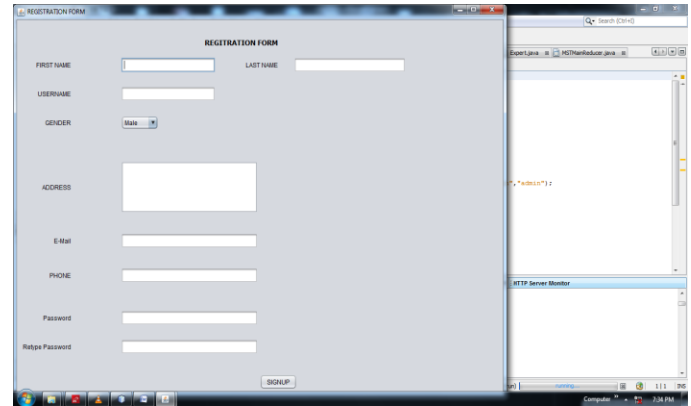 REGISTRATION FORM
Search (Ctrl+I)
REGITRATION FORM
Expert.java MSTMainReducer.java
FIRST NAME LAST NAME
USERNAME
GENDER Male
ADDRESS
","admin");
E-Mail
PHONE
HTTP Server Monitor
Password
Retype Password
SIGNUP
running...
1|1 INS
Computer
7:34 PM